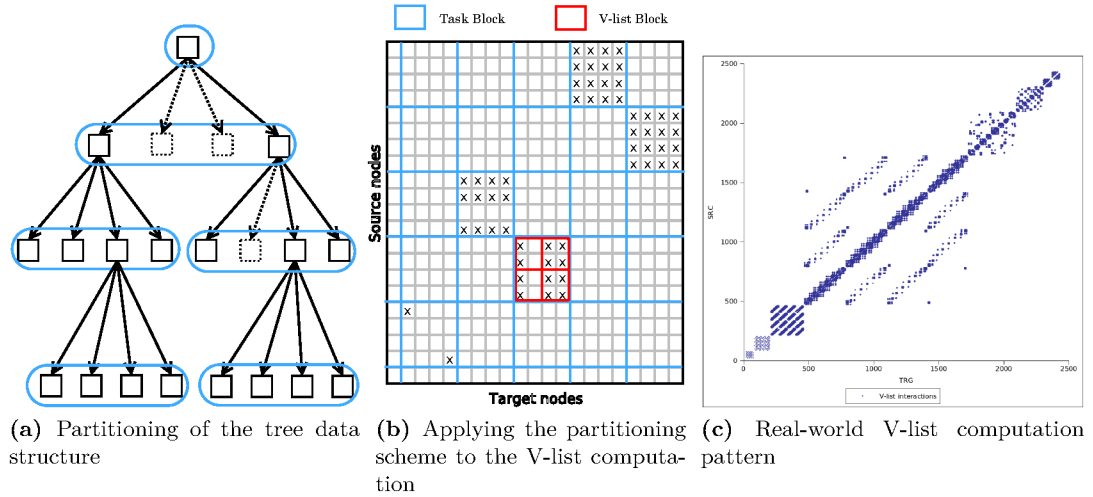 Task Block
V-list Block
x x x x
x x x x
x x x x
x x x x
x x x x
x x x x
x x x x
x x x x
x x x x
x x x x
x x x x
x x x
x x x
x x x
x x x
x
x
Source nodes
Target nodes
2500
2000
1500
1000
500
0
SRC
0 500 1000 1500 2000 2500
TRG
V-list interactions
(a) Partitioning of the tree data
structure
(b) Applying the partitioning
scheme to the V-list computa-
tion
(c) Real-world V-list computation
pattern